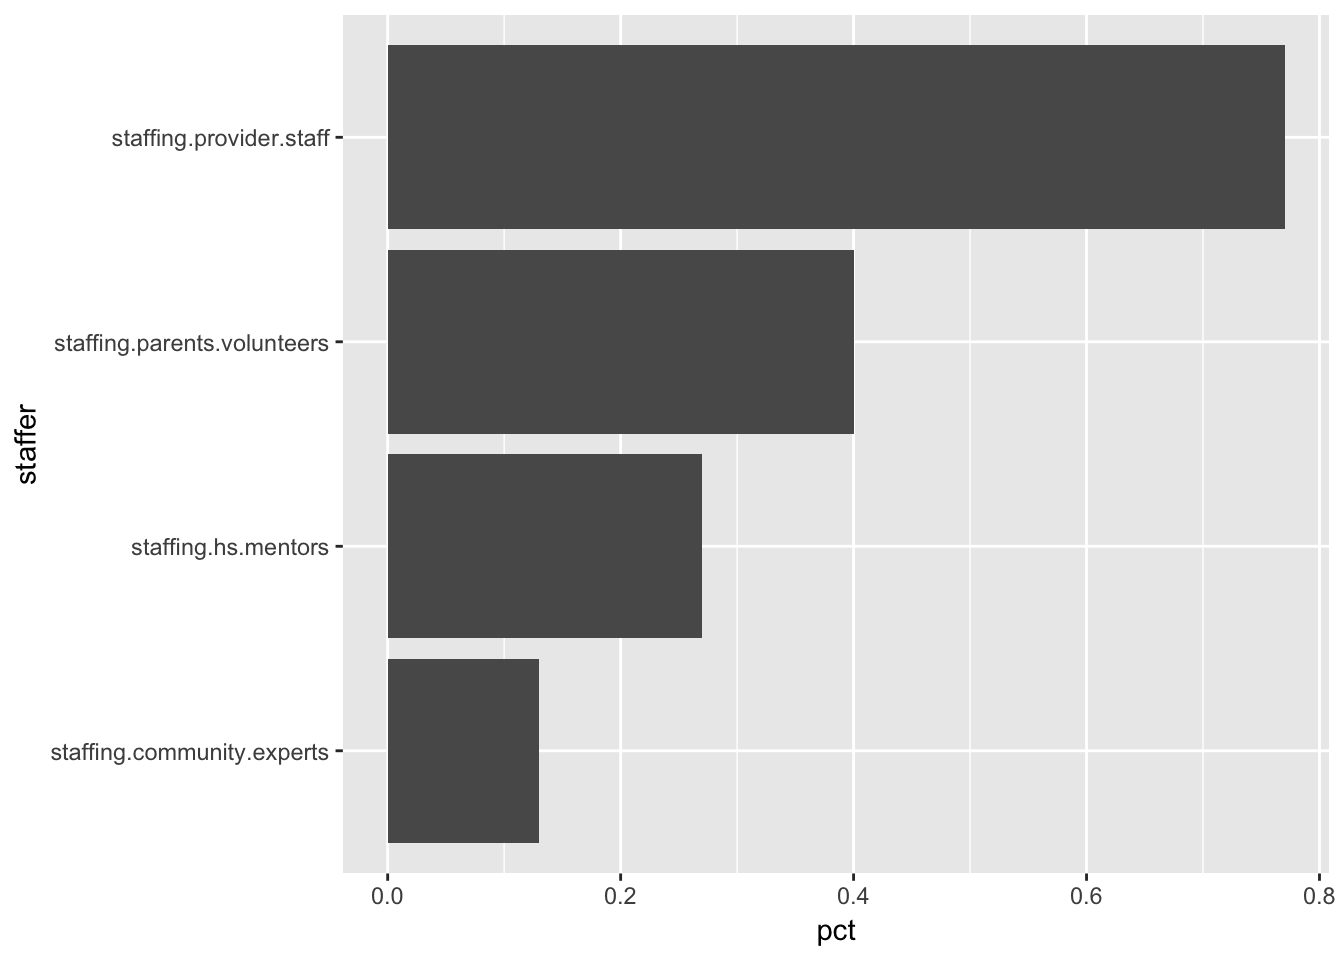 staffer
staffing.provider.staff
staffing.parents.volunteers
staffing.hs.mentors
staffing.community.experts
0.0 0.2 0.4 0.6 0.8
pct